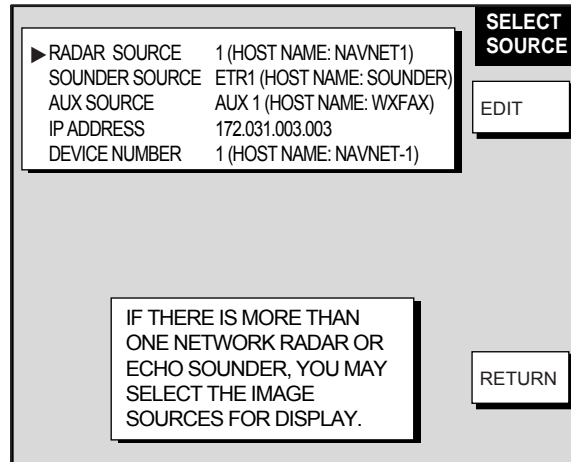 SELECT
SOURCE
▶RADAR SOURCE 1 (HOST NAME: NAVNET1)
SOUNDER SOURCE ETR1 (HOST NAME: SOUNDER)
AUX SOURCE AUX 1 (HOST NAME: WXFAX)
IP ADDRESS 172.031.003.003
DEVICE NUMBER 1 (HOST NAME: NAVNET-1)
EDIT
IF THERE IS MORE THAN
ONE NETWORK RADAR OR
ECHO SOUNDER, YOU MAY
SELECT THE IMAGE
SOURCES FOR DISPLAY.
RETURN